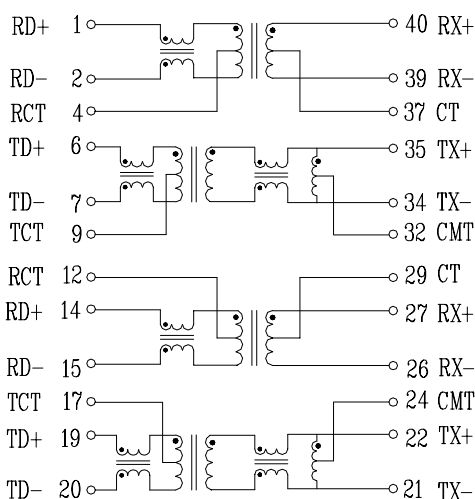 RD+ 1 40 RX+
RD- 2 39 RX-
RCT 4 37 CT
TD+ 6 35 TX+
TD- 7 34 TX-
TCT 9 32 CMT
RCT 12 29 CT
RD+ 14 27 RX+
RD- 15 26 RX-
TCT 17 24 CMT
TD+ 19 22 TX+
TD- 20 21 TX-